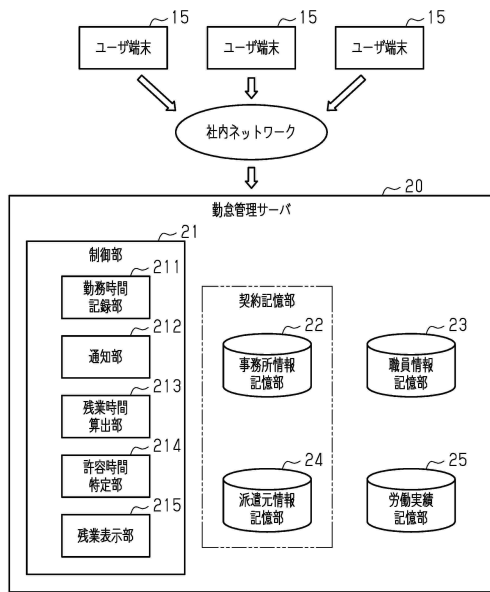 15
15
15
ユーザ端末
ユーザ端末
ユーザ端末
社内ネットワーク
20
勤怠管理サーバ
21
制御部
211
勤務時間
記録部
212
通知部
213
残業時間
算出部
214
許容時間
特定部
215
残業表示部
契約記憶部
22
事務所情報
記憶部
23
職員情報
記憶部
24
派遣元情報
記憶部
25
労働実績
記憶部